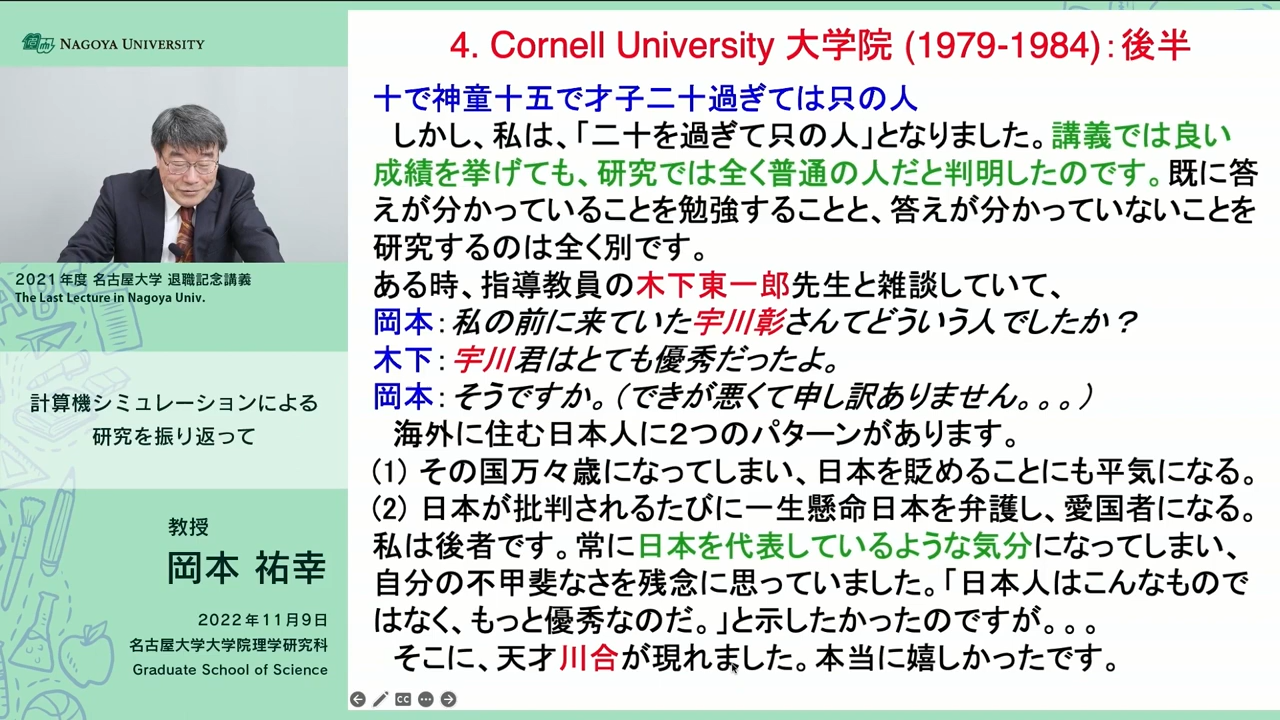 NAGOYA UNIVERSITY
2021年度 名古屋大学 退職記念講義
The Last Lecture in Nagoya Univ.
計算機シミュレーションによる
研究を振り返って
教授
岡本 祐幸
2022年11月9日
名古屋大学大学院理学研究科
Graduate School of Science
4. Cornell University 大学院 (1979-1984)：後半
十で神童十五で才子二十過ぎては只の人
しかし、私は、「二十を過ぎて只の人」となりました。講義では良い
成績を挙げても、研究では全く普通の人だと判明したのです。既に答
えが分かっていることを勉強することと、答えが分かっていないことを
研究するのは全く別です。
ある時、指導教員の木下東一郎先生と雑談していて、
岡本：私の前に来ていた宇川彰さんてどういう人でしたか？
木下：宇川君はとても優秀だったよ。
岡本：そうですか。（できが悪くて申し訳ありません。。。）
海外に住む日本人に２つのパターンがあります。
(1) その国万々歳になってしまい、日本を貶めることにも平気になる。
(2) 日本が批判されるたびに一生懸命日本を弁護し、愛国者になる。
私は後者です。常に日本を代表しているような気分になってしまい、
自分の不甲斐なさを残念に思っていました。「日本人はこんなもので
はなく、もっと優秀なのだ。」と示したかったのですが。。。
そこに、天才川合が現れました。本当に嬉しかったです。
CC